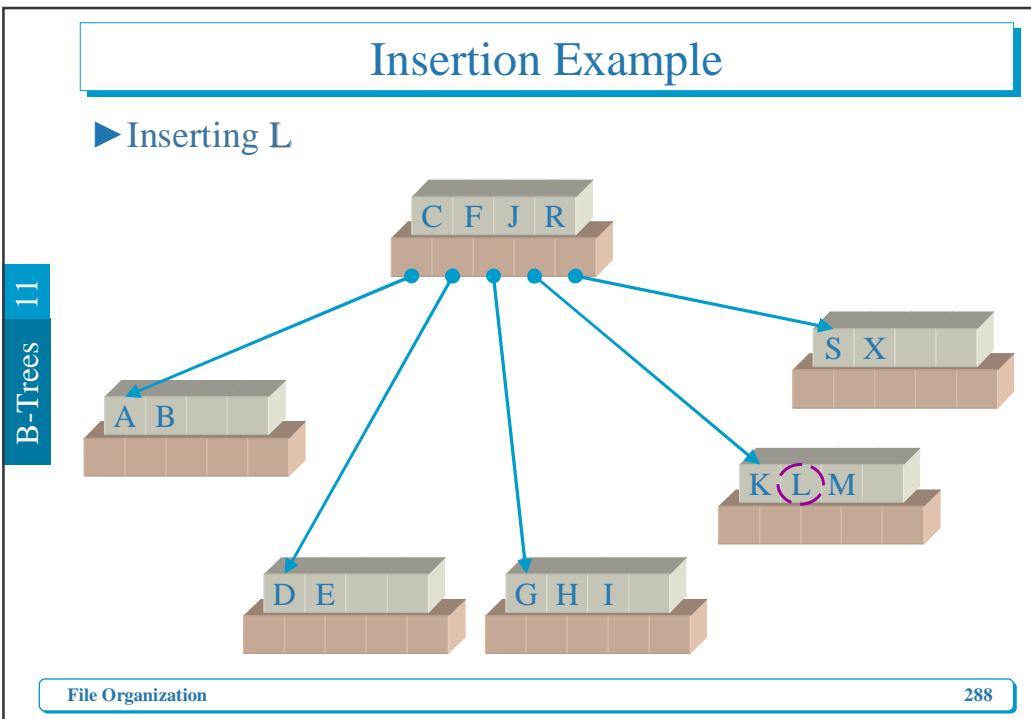 Insertion Example
►Inserting L
C F J R
S X
A B
K L M
D E
G H I
B-Trees 11
File Organization 288